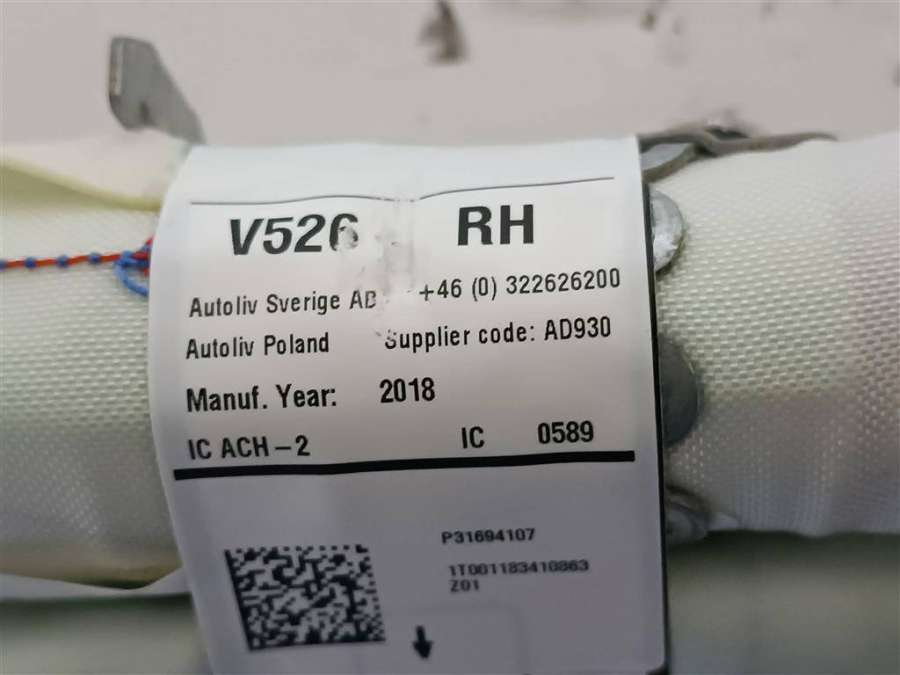 V526 RH
Autoliv Sverige AB +46 (0) 322626200
Autoliv Poland Supplier code: AD930
Manuf. Year: 2018
IC ACH-2 IC 0589
P31694107
1T001183410863
Z01